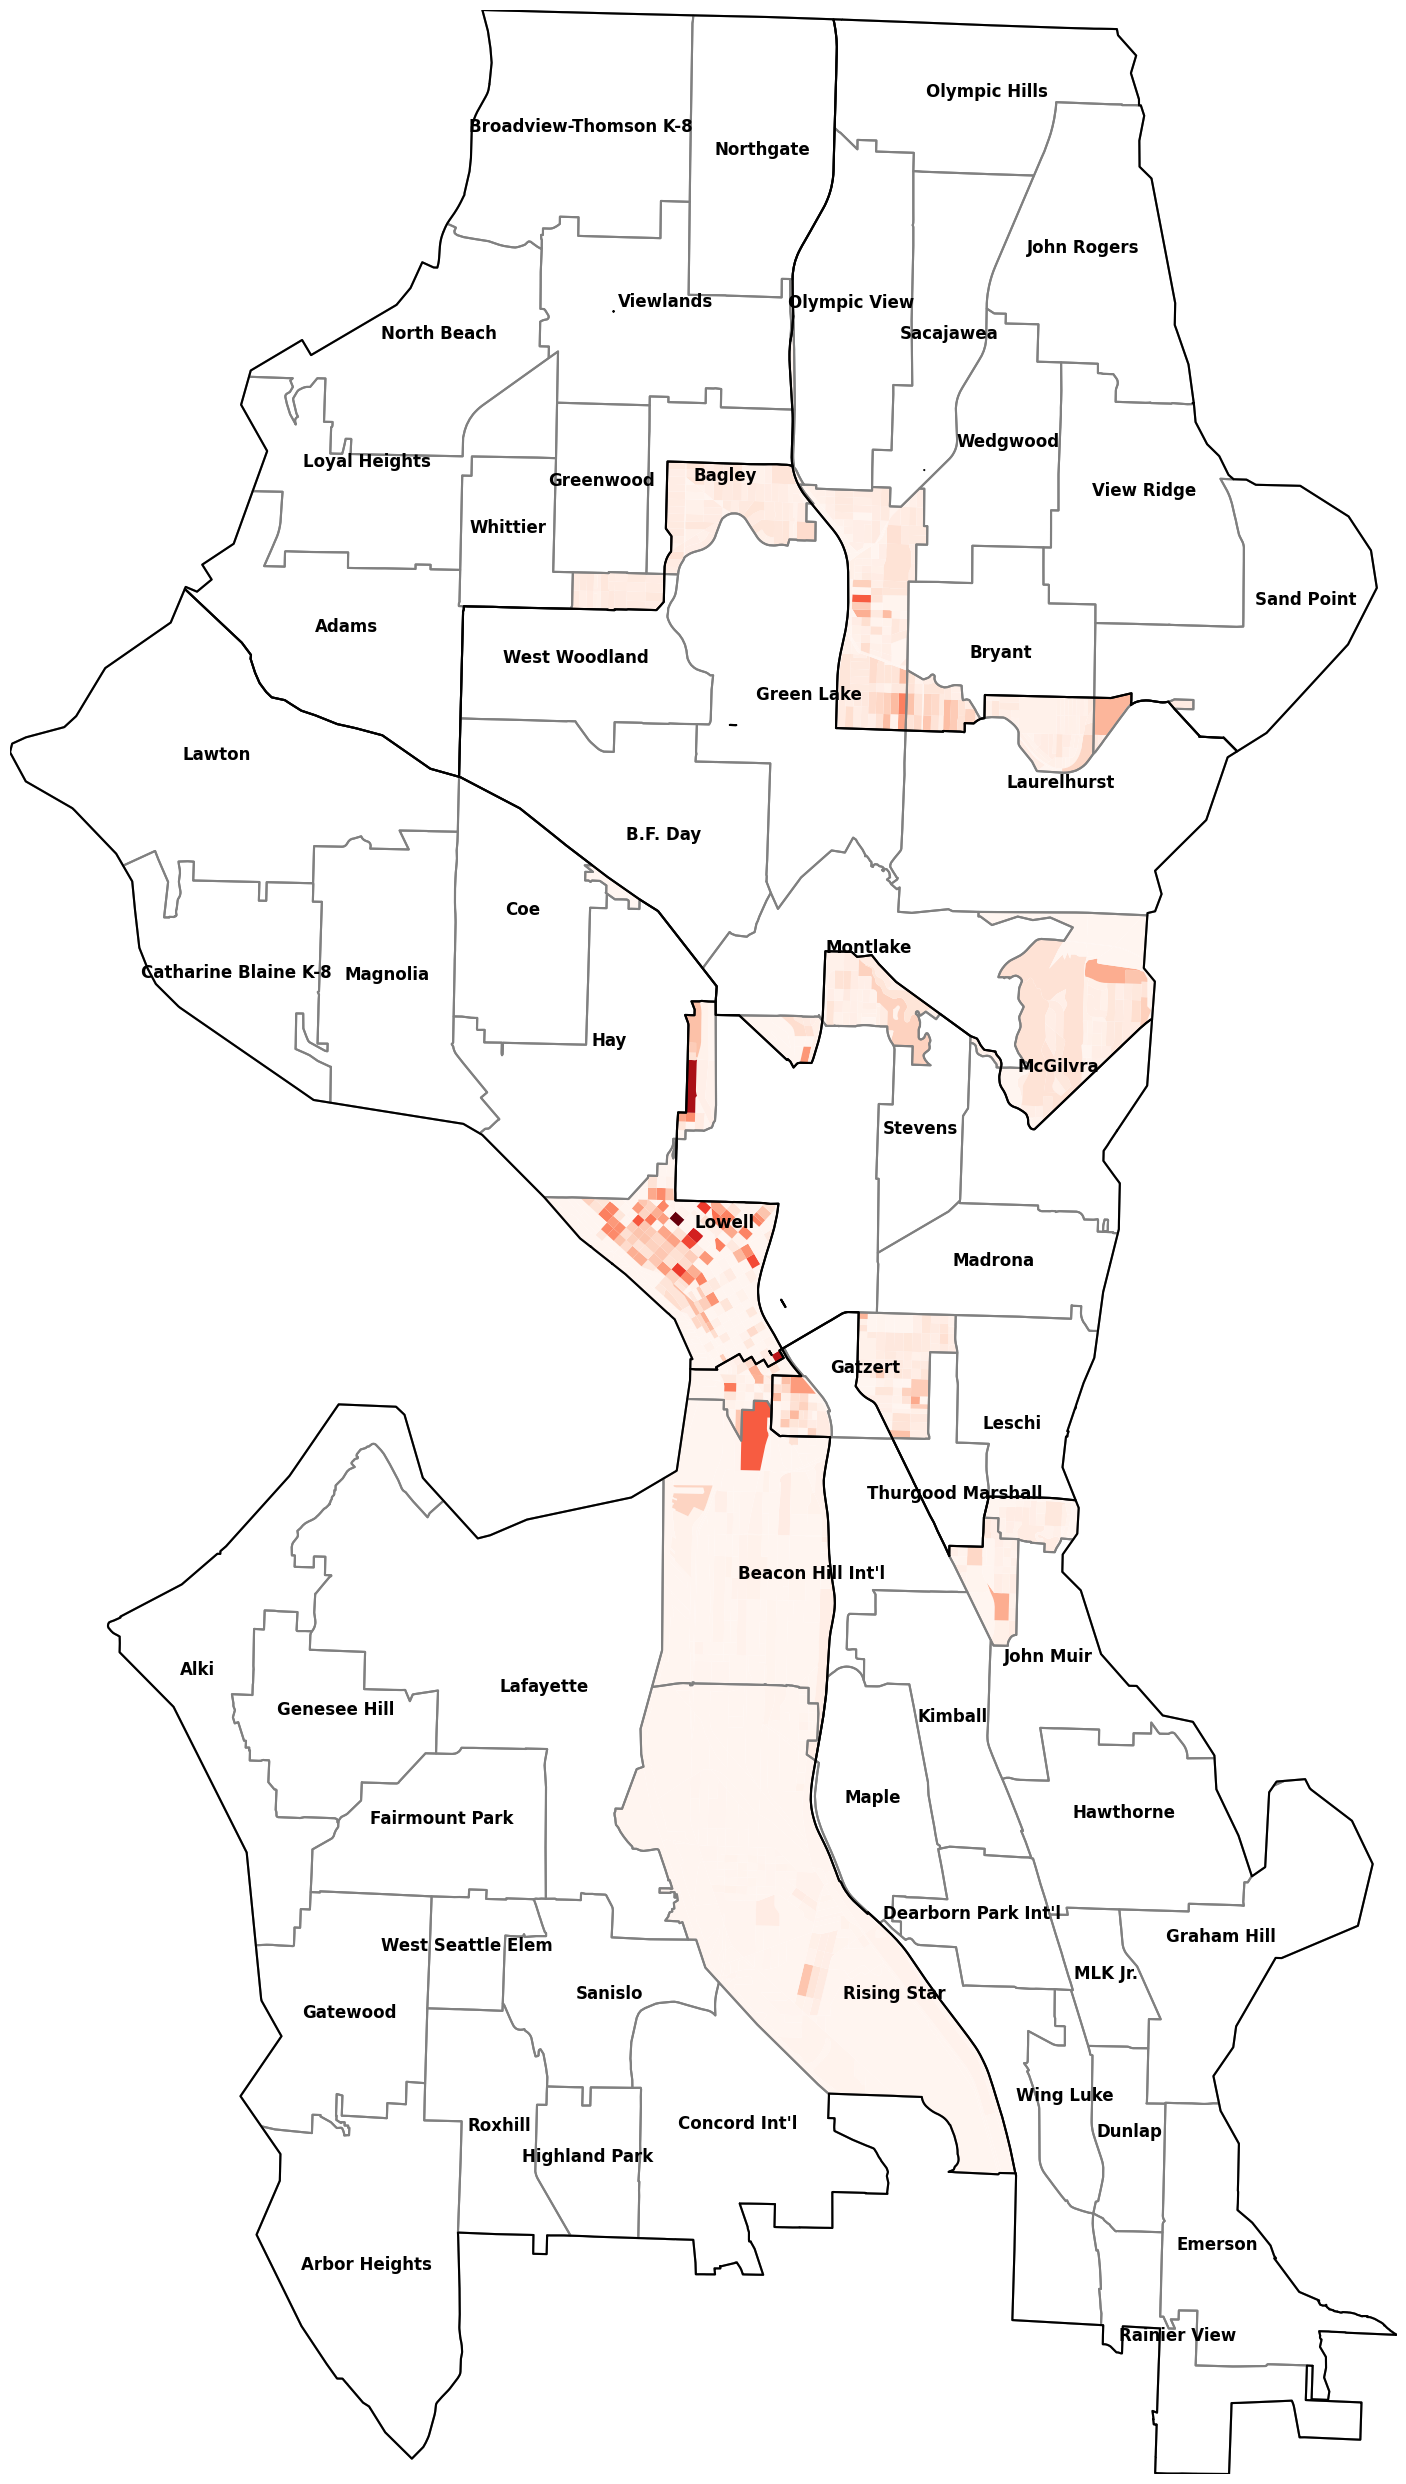 Olympic Hills
Broadview-Thomson K-8
Northgate
John Rogers
Viewlands
Olympic View
North Beach
Sacajawea
Wedgwood
Loyal Heights
Bagley
Greenwood
View Ridge
Whittier
Sand Point
Adams
Bryant
West Woodland
Green Lake
Lawton
Laurelhurst
B.F. Day
Coe
Montlake
Catharine Blaine K-8
Magnolia
Hay
McGilvra
Stevens
Lowell
Madrona
Gatzert
Leschi
Thurgood Marshall
Beacon Hill Int'l
John Muir
Alki
Lafayette
Genesee Hill
Kimball
Maple
Hawthorne
Fairmount Park
Dearborn Park Int'l
Graham Hill
West Seattle Elem
MLK Jr.
Sanislo
Rising Star
Gatewood
Wing Luke
Concord Int'l
Roxhill
Dunlap
Highland Park
Emerson
Arbor Heights
Rainier View